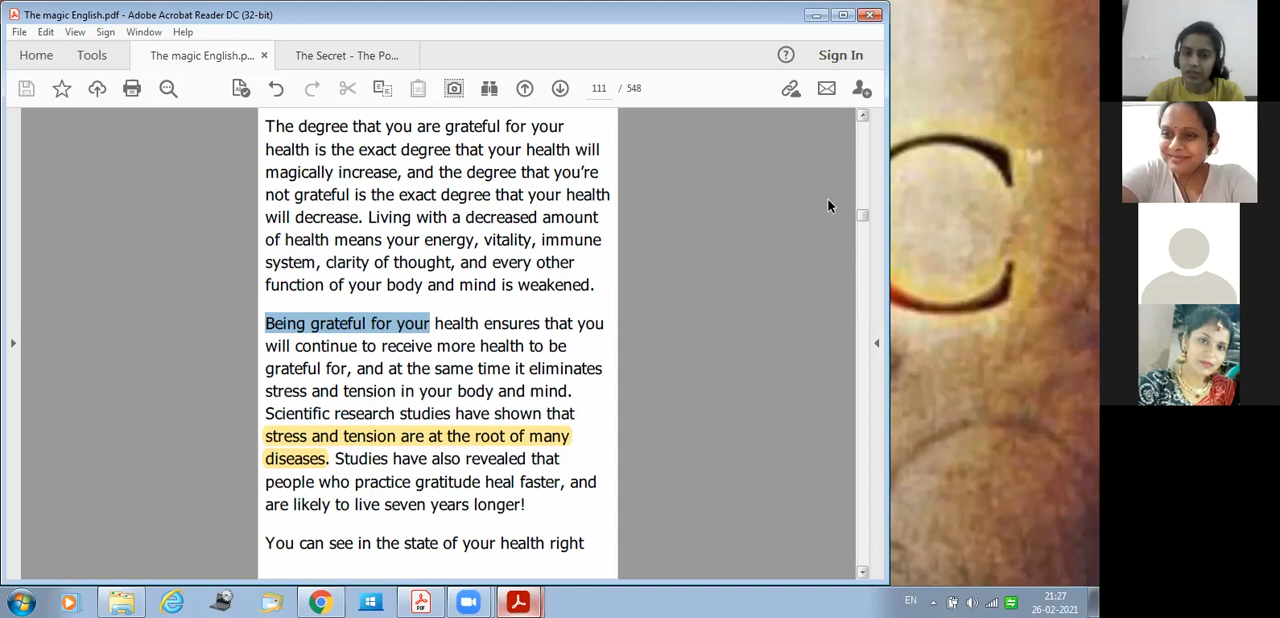 The magic English.pdf - Adobe Acrobat Reader DC (32-bit)
File Edit View Sign Window Help
Home Tools The magic English.p... × The Secret - The Po... ? Sign In
111 / 548
The degree that you are grateful for your
health is the exact degree that your health will
magically increase, and the degree that you’re
not grateful is the exact degree that your health
will decrease. Living with a decreased amount
of health means your energy, vitality, immune
system, clarity of thought, and every other
function of your body and mind is weakened.
Being grateful for your health ensures that you
will continue to receive more health to be
grateful for, and at the same time it eliminates
stress and tension in your body and mind.
Scientific research studies have shown that
stress and tension are at the root of many
diseases. Studies have also revealed that
people who practice gratitude heal faster, and
are likely to live seven years longer!
You can see in the state of your health right
C™
PDF
EN
21:27
26-02-2021